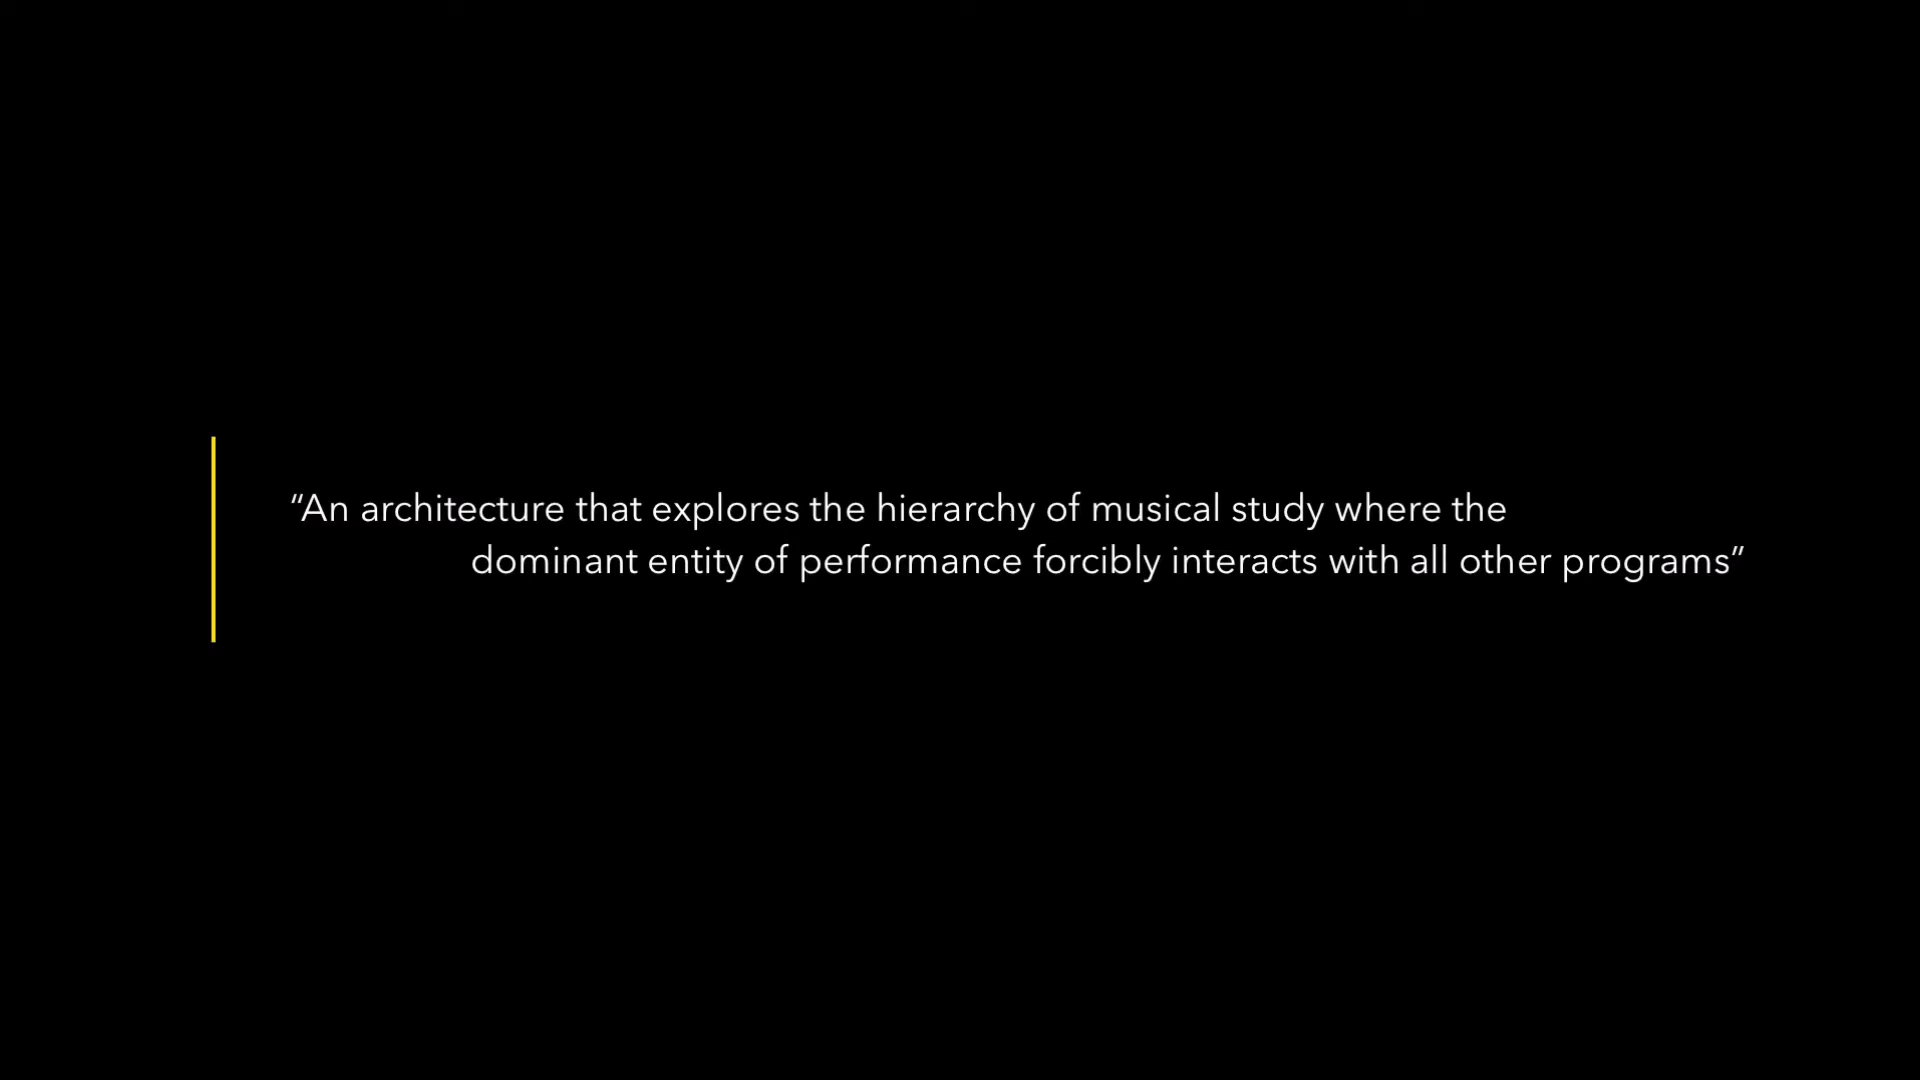 “An architecture that explores the hierarchy of musical study where the
dominant entity of performance forcibly interacts with all other programs”